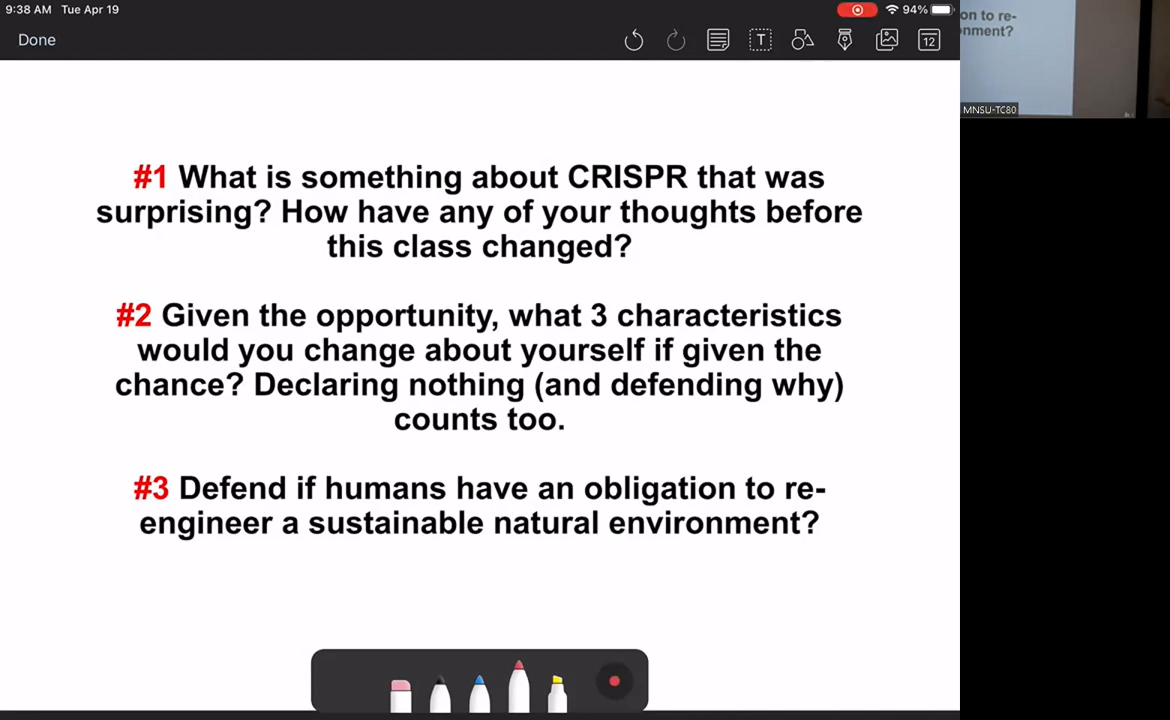 9:38 AM Tue Apr 19
94%
Done
T
12
#1 What is something about CRISPR that was
surprising? How have any of your thoughts before
this class changed?
#2 Given the opportunity, what 3 characteristics
would you change about yourself if given the
chance? Declaring nothing (and defending why)
counts too.
#3 Defend if humans have an obligation to re-
engineer a sustainable natural environment?
on to re-
nment?
MNSU-TC80